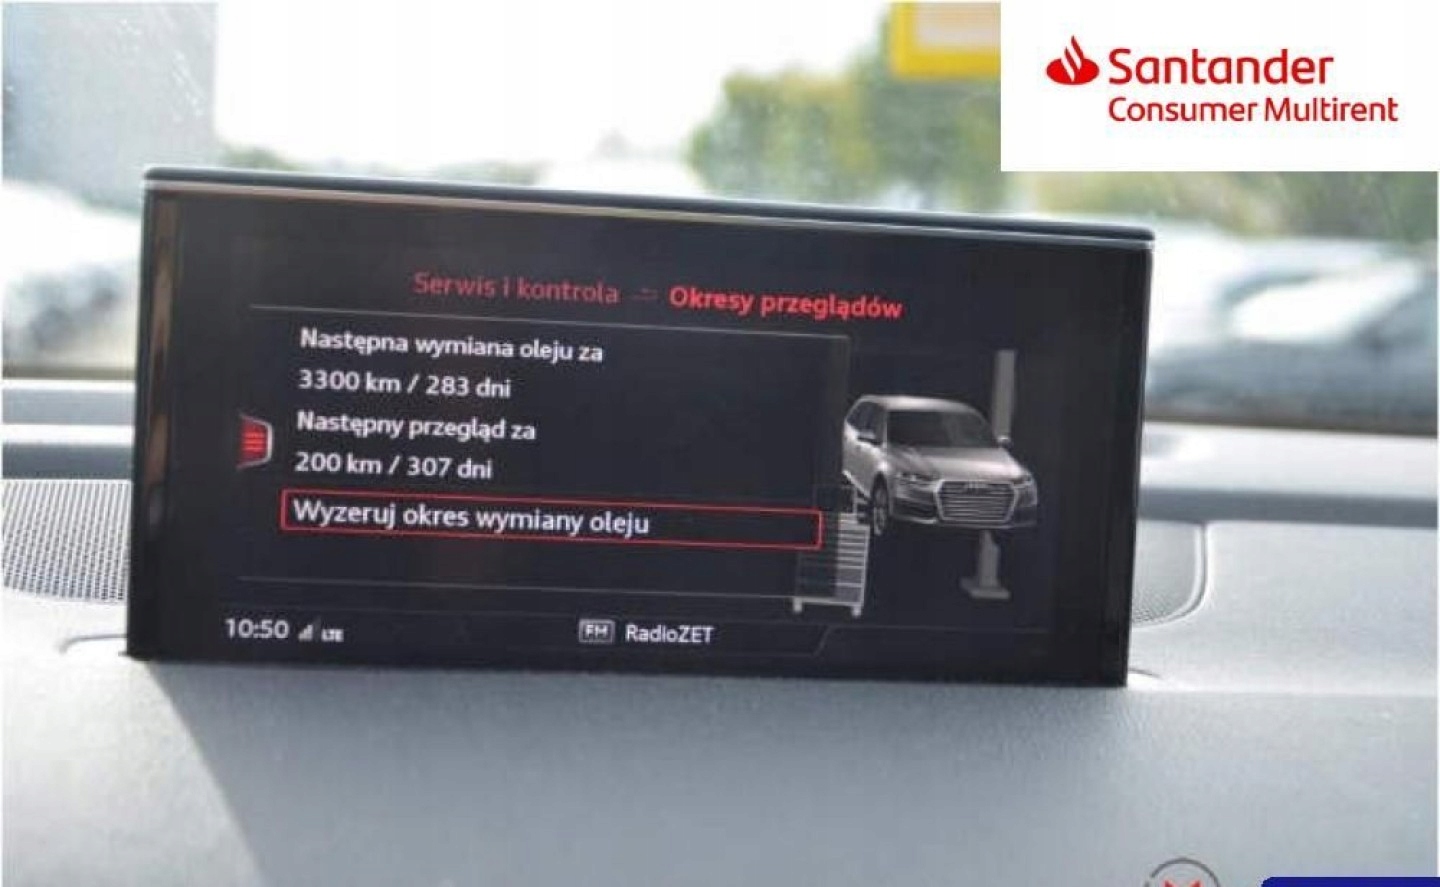 Santander
Consumer Multirent
Serwis i kontrola Okresy przeglądów
Następna wymiana oleju za
3300 km / 283 dni
Następny przegląd za
200 km / 307 dni
Wyzeruj okres wymiany oleju
10:50 LTE FM RadioZET